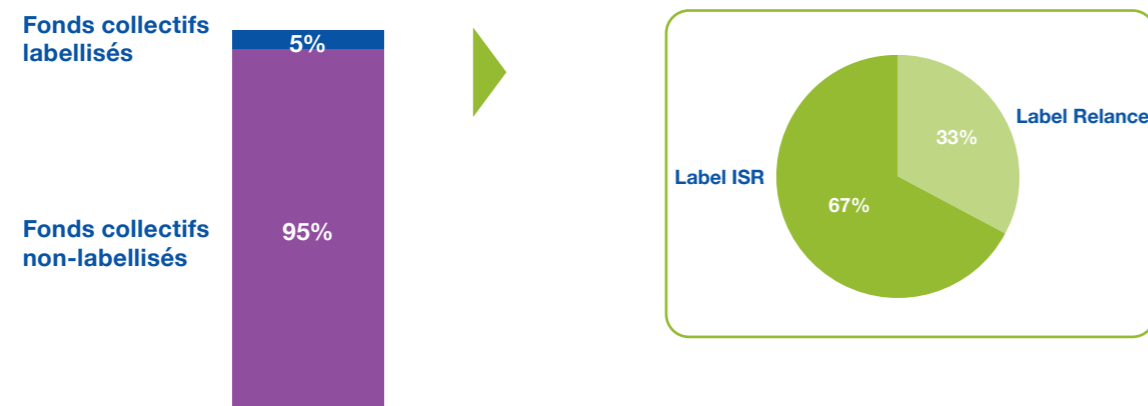 Fonds collectifs
labellisés
5%
Fonds collectifs
non-labellisés
95%
Label Relance
33%
Label ISR
67%